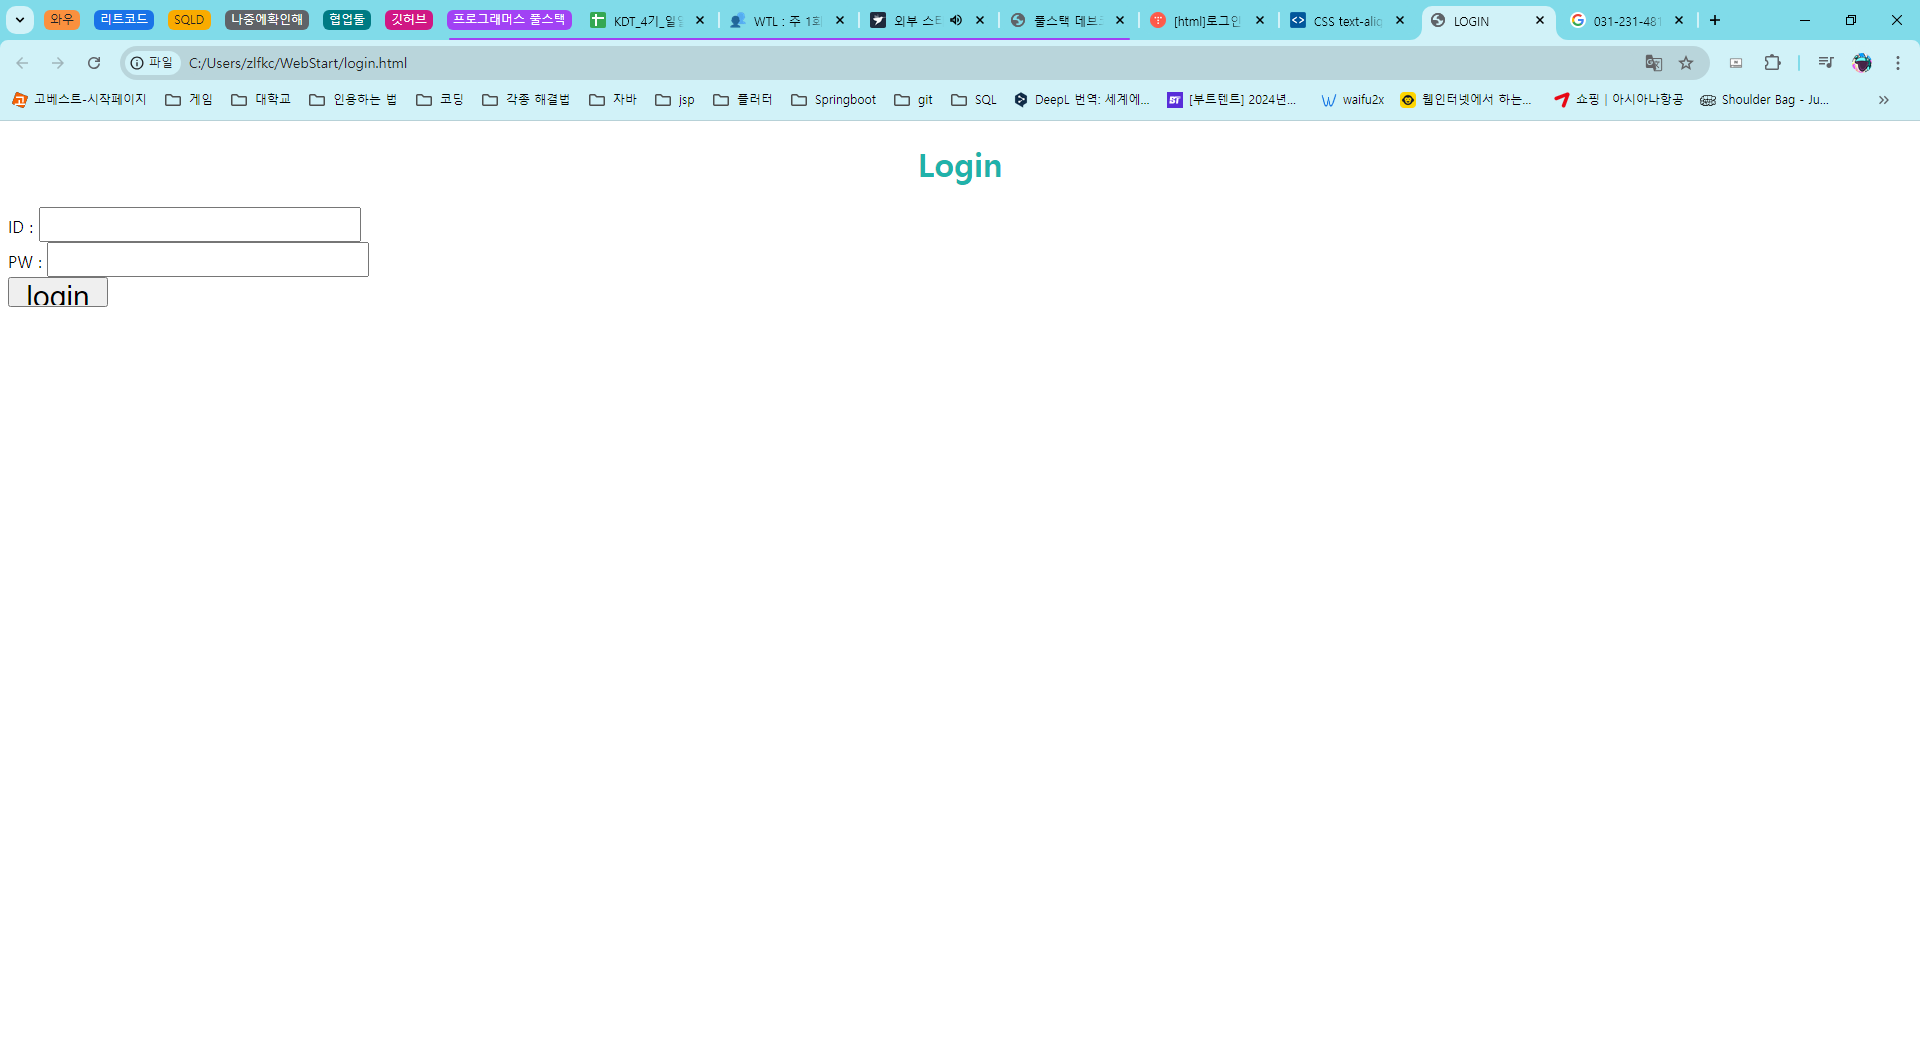 와우 리트코드 SQLD 나중에확인해 협업툴 깃허브 프로그래머스 풀스택 KDT_4기_일일 WTL : 주 1회 외부 스타 풀스택 데브코 [html]로그인 CSS text-alig LOGIN 031-231-481
파일 C:/Users/zlfkc/WebStart/login.html
고베스트-시작페이지 게임 대학교 인용하는 법 코딩 각종 해결법 자바 jsp 플러터 Springboot git SQL DeepL 번역: 세계에... [부트텐트] 2024년... waifu2x 웹인터넷에서 하는... 쇼핑 | 아시아나항공 Shoulder Bag - Ju...
Login
ID :
PW :
login